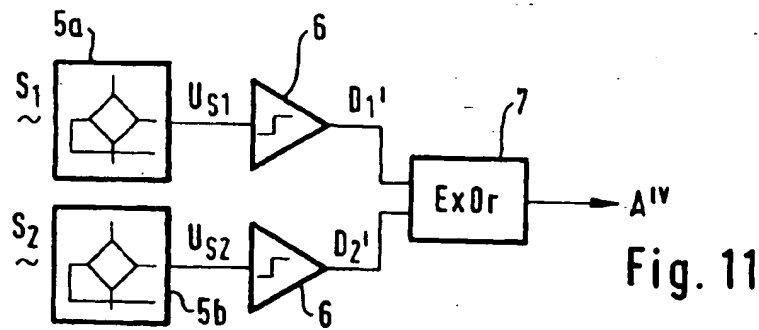 5a
6
S1
~
US1
D1'
7
ExOr
AIV
S2
~
US2
D2'
5b
6
Fig. 11